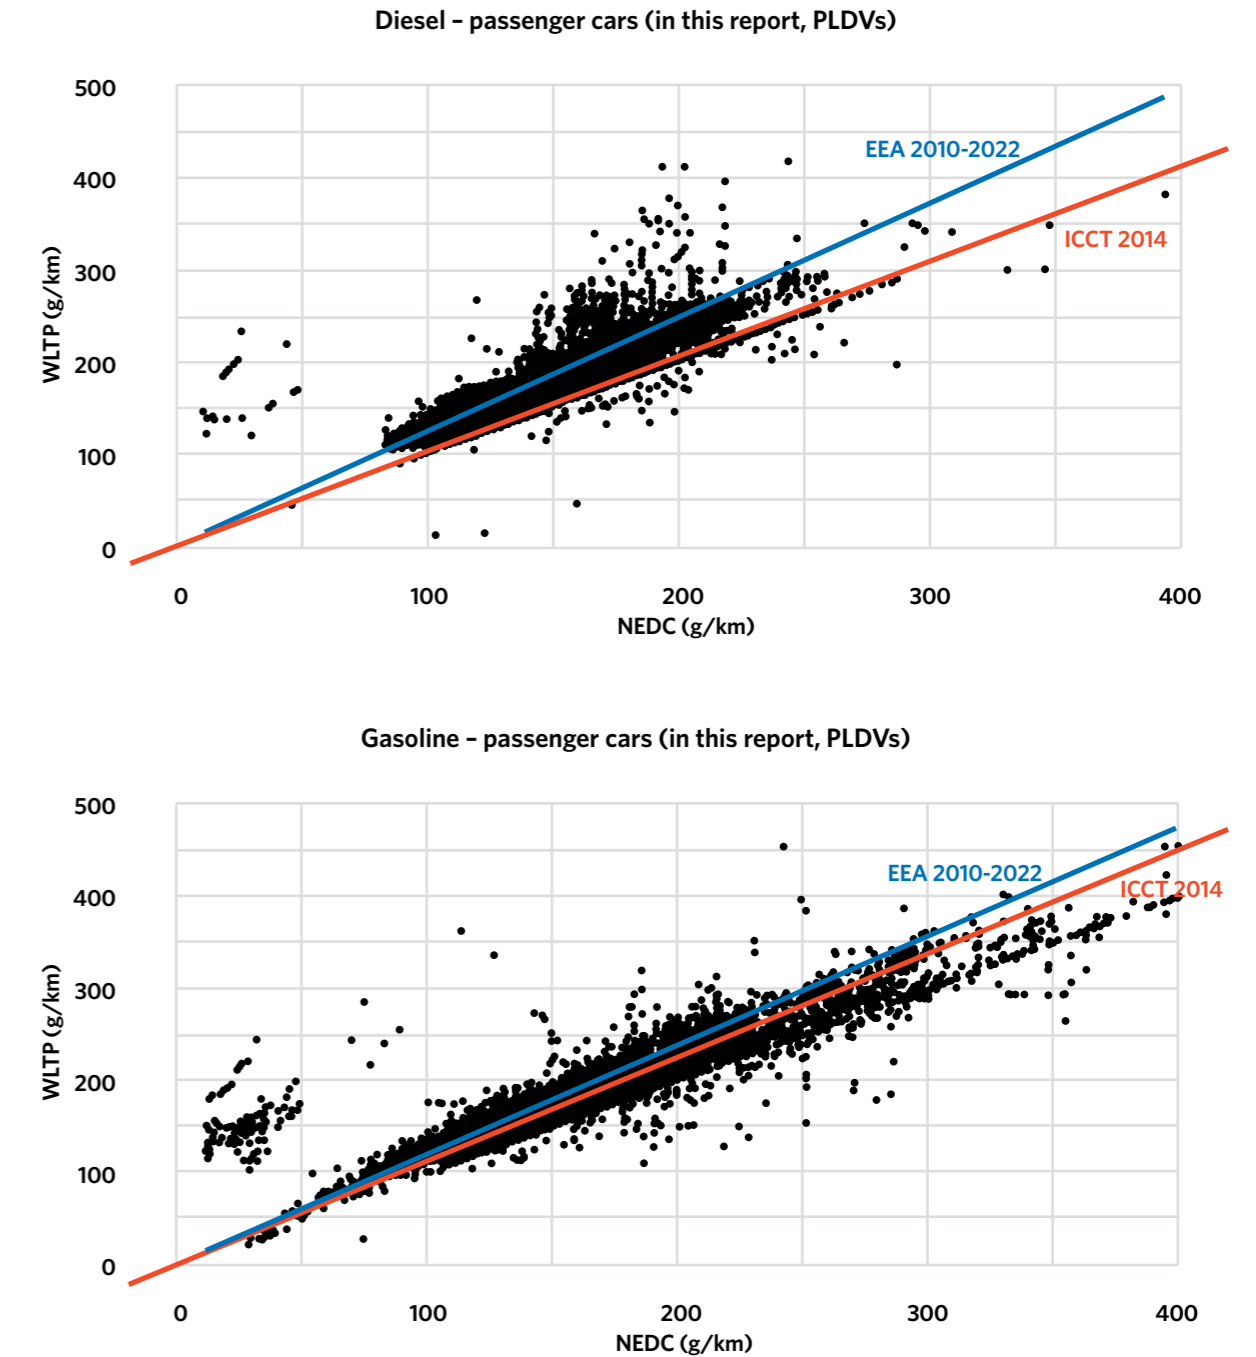 Diesel – passenger cars (in this report, PLDVs)
500
400
300
200
100
0
WLTP (g/km)
EEA 2010-2022
ICCT 2014
0 100 200 300 400
NEDC (g/km)
Gasoline – passenger cars (in this report, PLDVs)
500
400
300
200
100
0
WLTP (g/km)
EEA 2010-2022
ICCT 2014
0 100 200 300 400
NEDC (g/km)